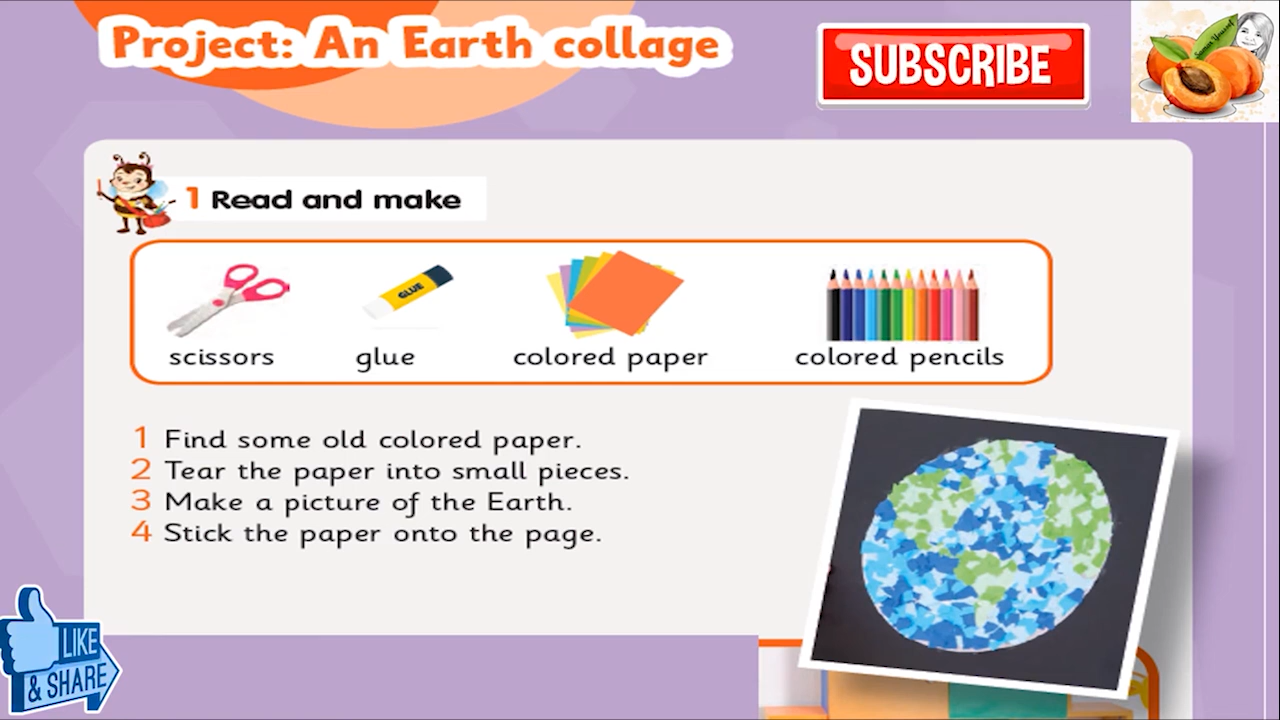 Project: An Earth collage
SUBSCRIBE
1 Read and make
GLUE
scissors glue colored paper colored pencils
1 Find some old colored paper.
2 Tear the paper into small pieces.
3 Make a picture of the Earth.
4 Stick the paper onto the page.
LIKE
& SHARE